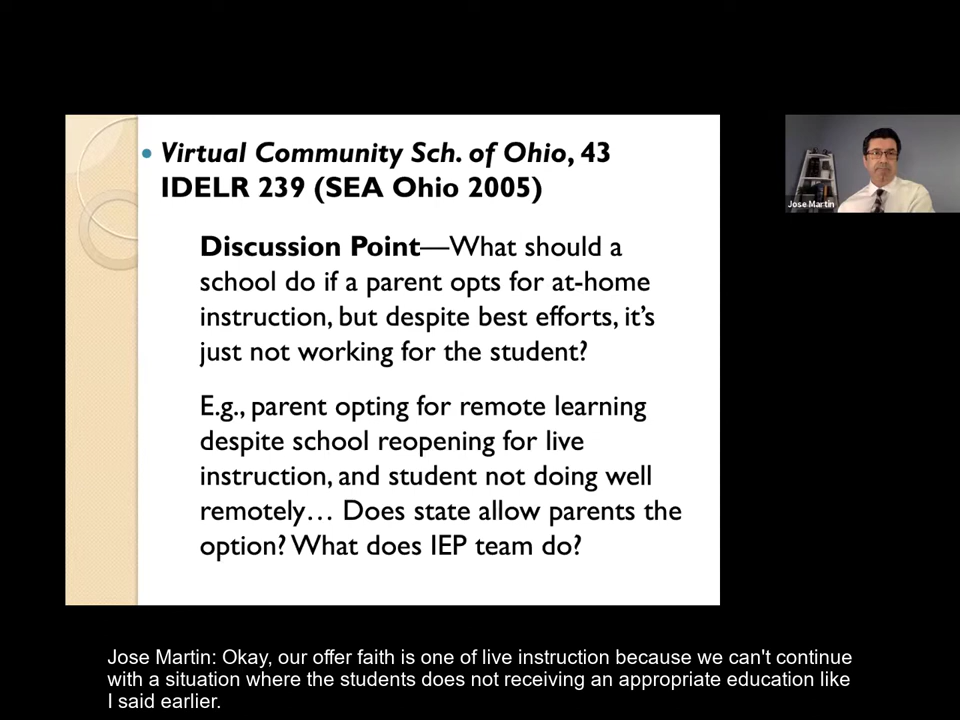 • Virtual Community Sch. of Ohio, 43
IDELR 239 (SEA Ohio 2005)
Discussion Point—What should a
school do if a parent opts for at-home
instruction, but despite best efforts, it’s
just not working for the student?
E.g., parent opting for remote learning
despite school reopening for live
instruction, and student not doing well
remotely… Does state allow parents the
option? What does IEP team do?
Jose Martin
Jose Martin: Okay, our offer faith is one of live instruction because we can't continue
with a situation where the students does not receiving an appropriate education like
I said earlier.